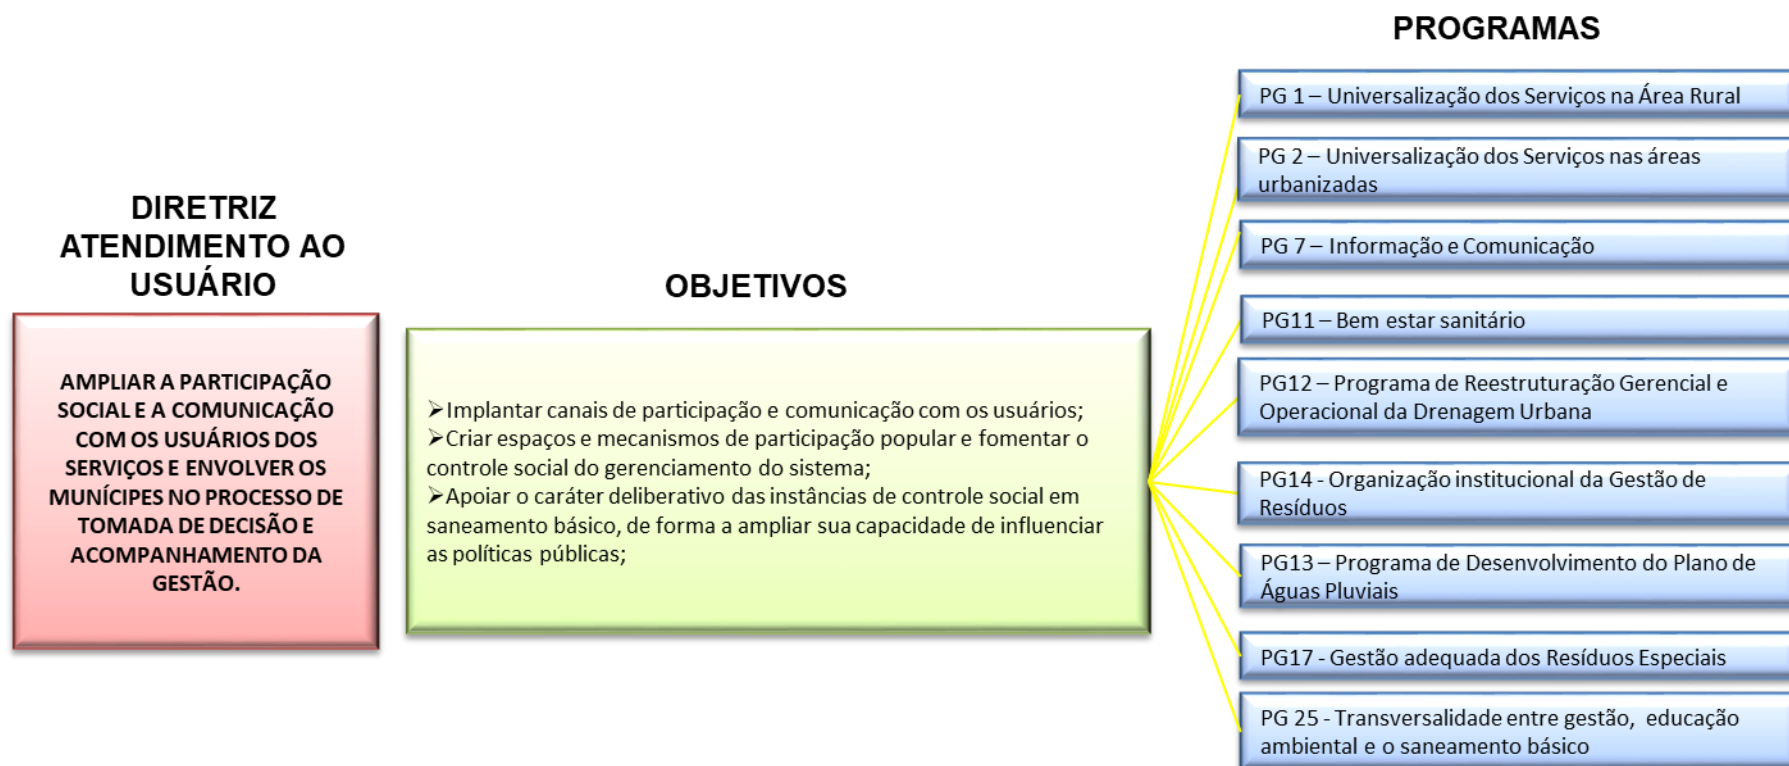 DIRETRIZ
ATENDIMENTO AO
USUÁRIO
AMPLIAR A PARTICIPAÇÃO
SOCIAL E A COMUNICAÇÃO
COM OS USUÁRIOS DOS
SERVIÇOS E ENVOLVER OS
MUNÍCIPES NO PROCESSO DE
TOMADA DE DECISÃO E
ACOMPANHAMENTO DA
GESTÃO.
OBJETIVOS
➢Implantar canais de participação e comunicação com os usuários;
➢Criar espaços e mecanismos de participação popular e fomentar o
controle social do gerenciamento do sistema;
➢Apoiar o caráter deliberativo das instâncias de controle social em
saneamento básico, de forma a ampliar sua capacidade de influenciar
as políticas públicas;
PROGRAMAS
PG 1 – Universalização dos Serviços na Área Rural
PG 2 – Universalização dos Serviços nas áreas
urbanizadas
PG 7 – Informação e Comunicação
PG11 – Bem estar sanitário
PG12 – Programa de Reestruturação Gerencial e
Operacional da Drenagem Urbana
PG14 - Organização institucional da Gestão de
Resíduos
PG13 – Programa de Desenvolvimento do Plano de
Águas Pluviais
PG17 - Gestão adequada dos Resíduos Especiais
PG 25 - Transversalidade entre gestão, educação
ambiental e o saneamento básico